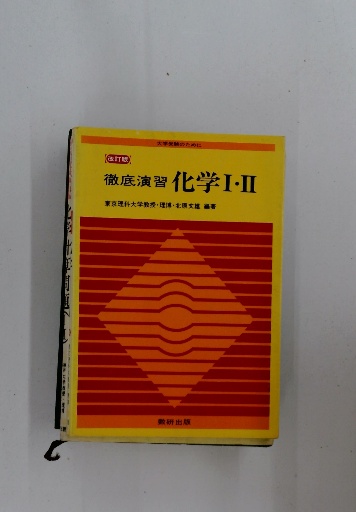 大学受験のために
改訂版
徹底演習 化学I・II
東京理科大学教授・理博・北原文雄 編著
数研出版